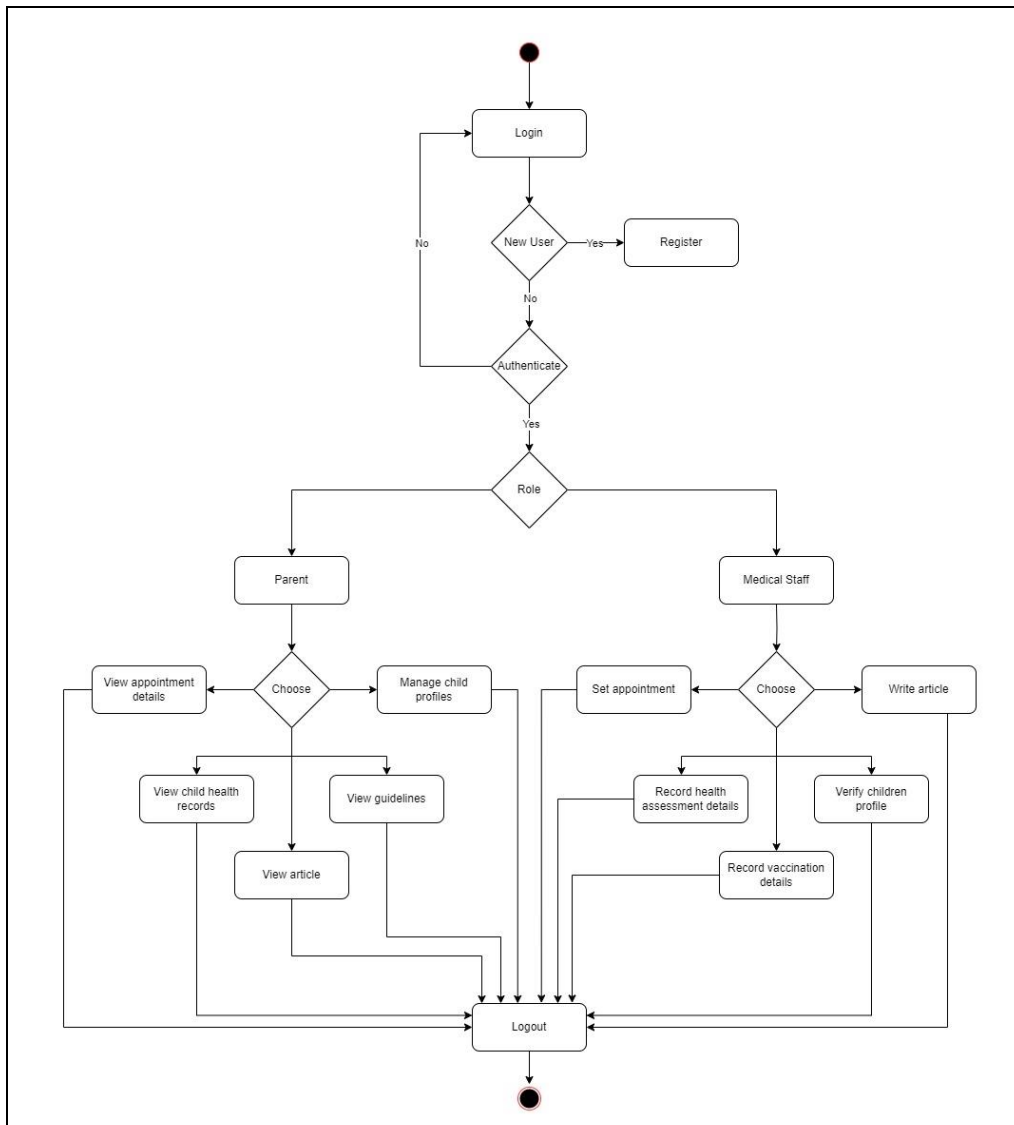 Login
New User
Yes
Register
No
No
Authenticate
Yes
Role
Parent
Medical Staff
View appointment
details
Choose
Manage child
profiles
Set appointment
Choose
Write article
View child health
records
View guidelines
Record health
assessment details
Verify children
profile
View article
Record vaccination
details
Logout